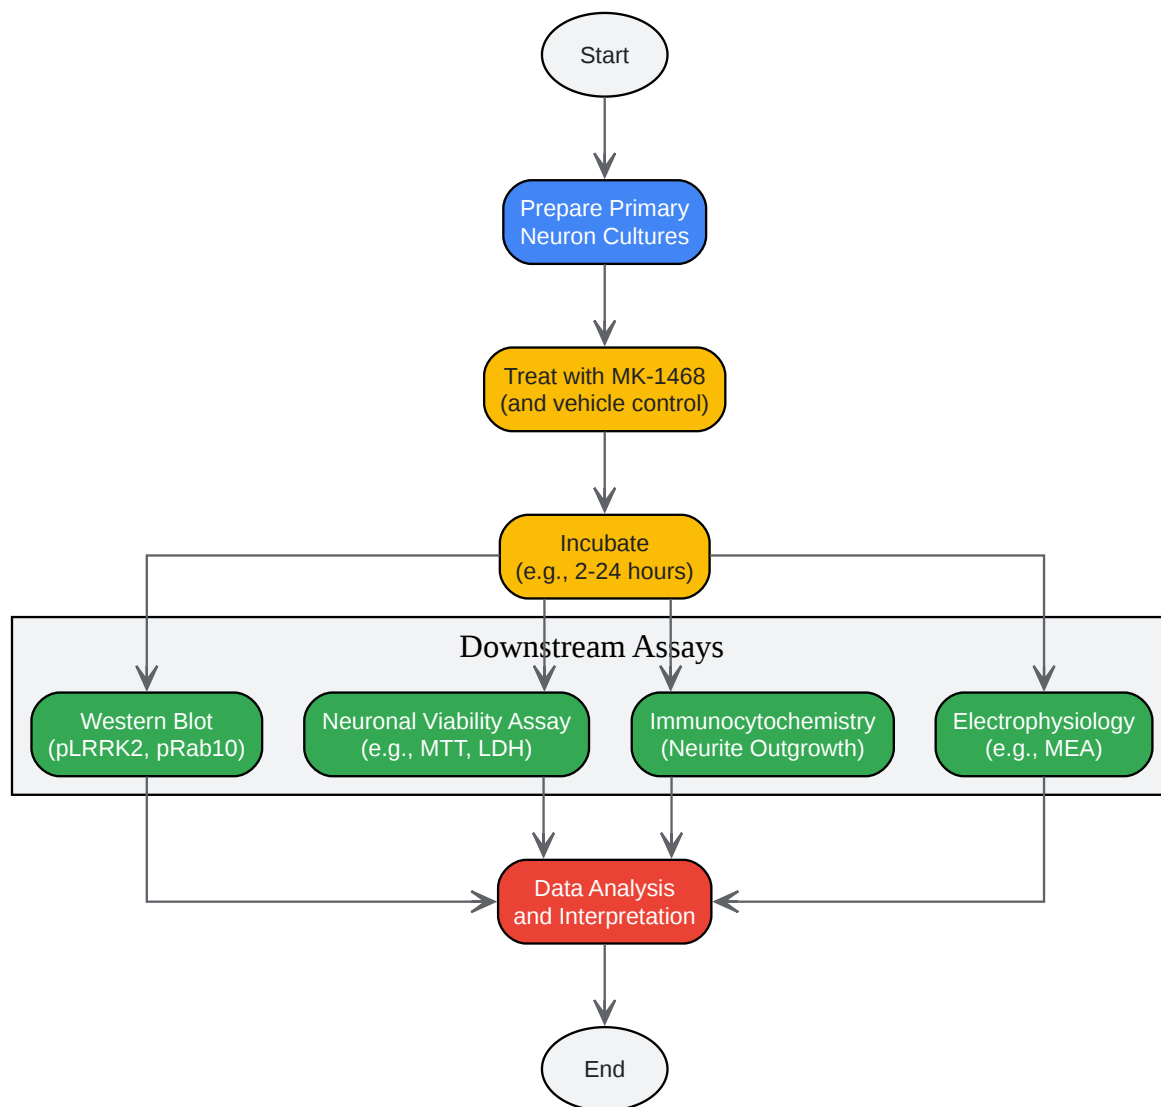 Start
Prepare Primary
Neuron Cultures
Treat with MK-1468
(and vehicle control)
Incubate
(e.g., 2-24 hours)
Downstream Assays
Western Blot
(pLRRK2, pRab10)
Neuronal Viability Assay
(e.g., MTT, LDH)
Immunocytochemistry
(Neurite Outgrowth)
Electrophysiology
(e.g., MEA)
Data Analysis
and Interpretation
End